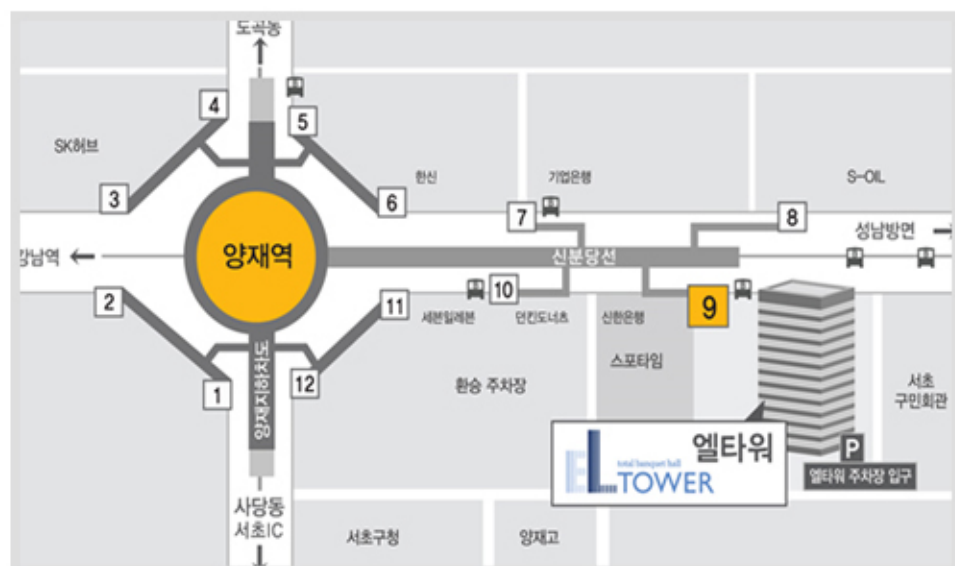 도곡동
4
5
SK허브
3
6
한신
기업은행
S-OIL
7
8
강남역
양재역
신분당선
성남방면
2
11
10
9
세븐일레븐
던킨도너츠
신한은행
1
12
양재지하차도
환승 주차장
스포타임
서초
구민회관
엘타워
total banquet hall
EL TOWER
P
엘타워 주차장 입구
사당동
서초IC
서초구청
양재고